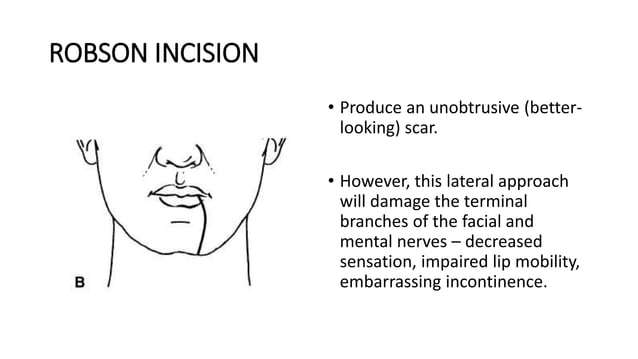 ROBSON INCISION
• Produce an unobtrusive (better-
looking) scar.
• However, this lateral approach
will damage the terminal
branches of the facial and
mental nerves – decreased
sensation, impaired lip mobility,
embarrassing incontinence.
B